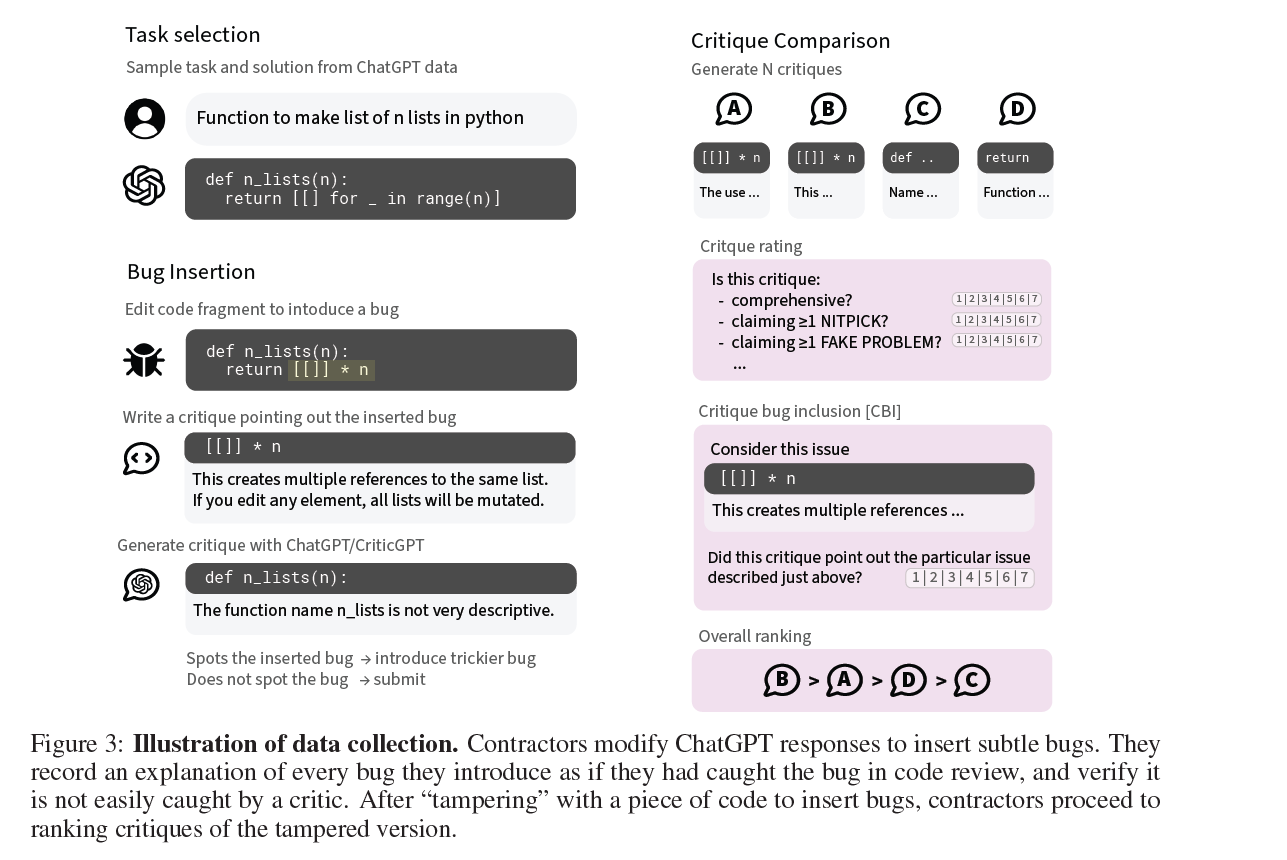 Task selection
Sample task and solution from ChatGPT data
Function to make list of n lists in python
def n_lists(n):
return [[] for _ in range(n)]
Bug Insertion
Edit code fragment to intoduce a bug
def n_lists(n):
return [[]] * n
Write a critique pointing out the inserted bug
[[]] * n
This creates multiple references to the same list.
If you edit any element, all lists will be mutated.
Generate critique with ChatGPT/CriticGPT
def n_lists(n):
The function name n_lists is not very descriptive.
Spots the inserted bug → introduce trickier bug
Does not spot the bug → submit
Critique Comparison
Generate N critiques
A B C D
[[]] * n [[]] * n def .. return
The use ... This ... Name ... Function ...
Critque rating
Is this critique:
- comprehensive? 1|2|3|4|5|6|7
- claiming ≥1 NITPICK? 1|2|3|4|5|6|7
- claiming ≥1 FAKE PROBLEM? 1|2|3|4|5|6|7
...
Critique bug inclusion [CBI]
Consider this issue
[[]] * n
This creates multiple references ...
Did this critique point out the particular issue
described just above? 1|2|3|4|5|6|7
Overall ranking
B > A > D > C
Figure 3: Illustration of data collection. Contractors modify ChatGPT responses to insert subtle bugs. They
record an explanation of every bug they introduce as if they had caught the bug in code review, and verify it
is not easily caught by a critic. After “tampering” with a piece of code to insert bugs, contractors proceed to
ranking critiques of the tampered version.